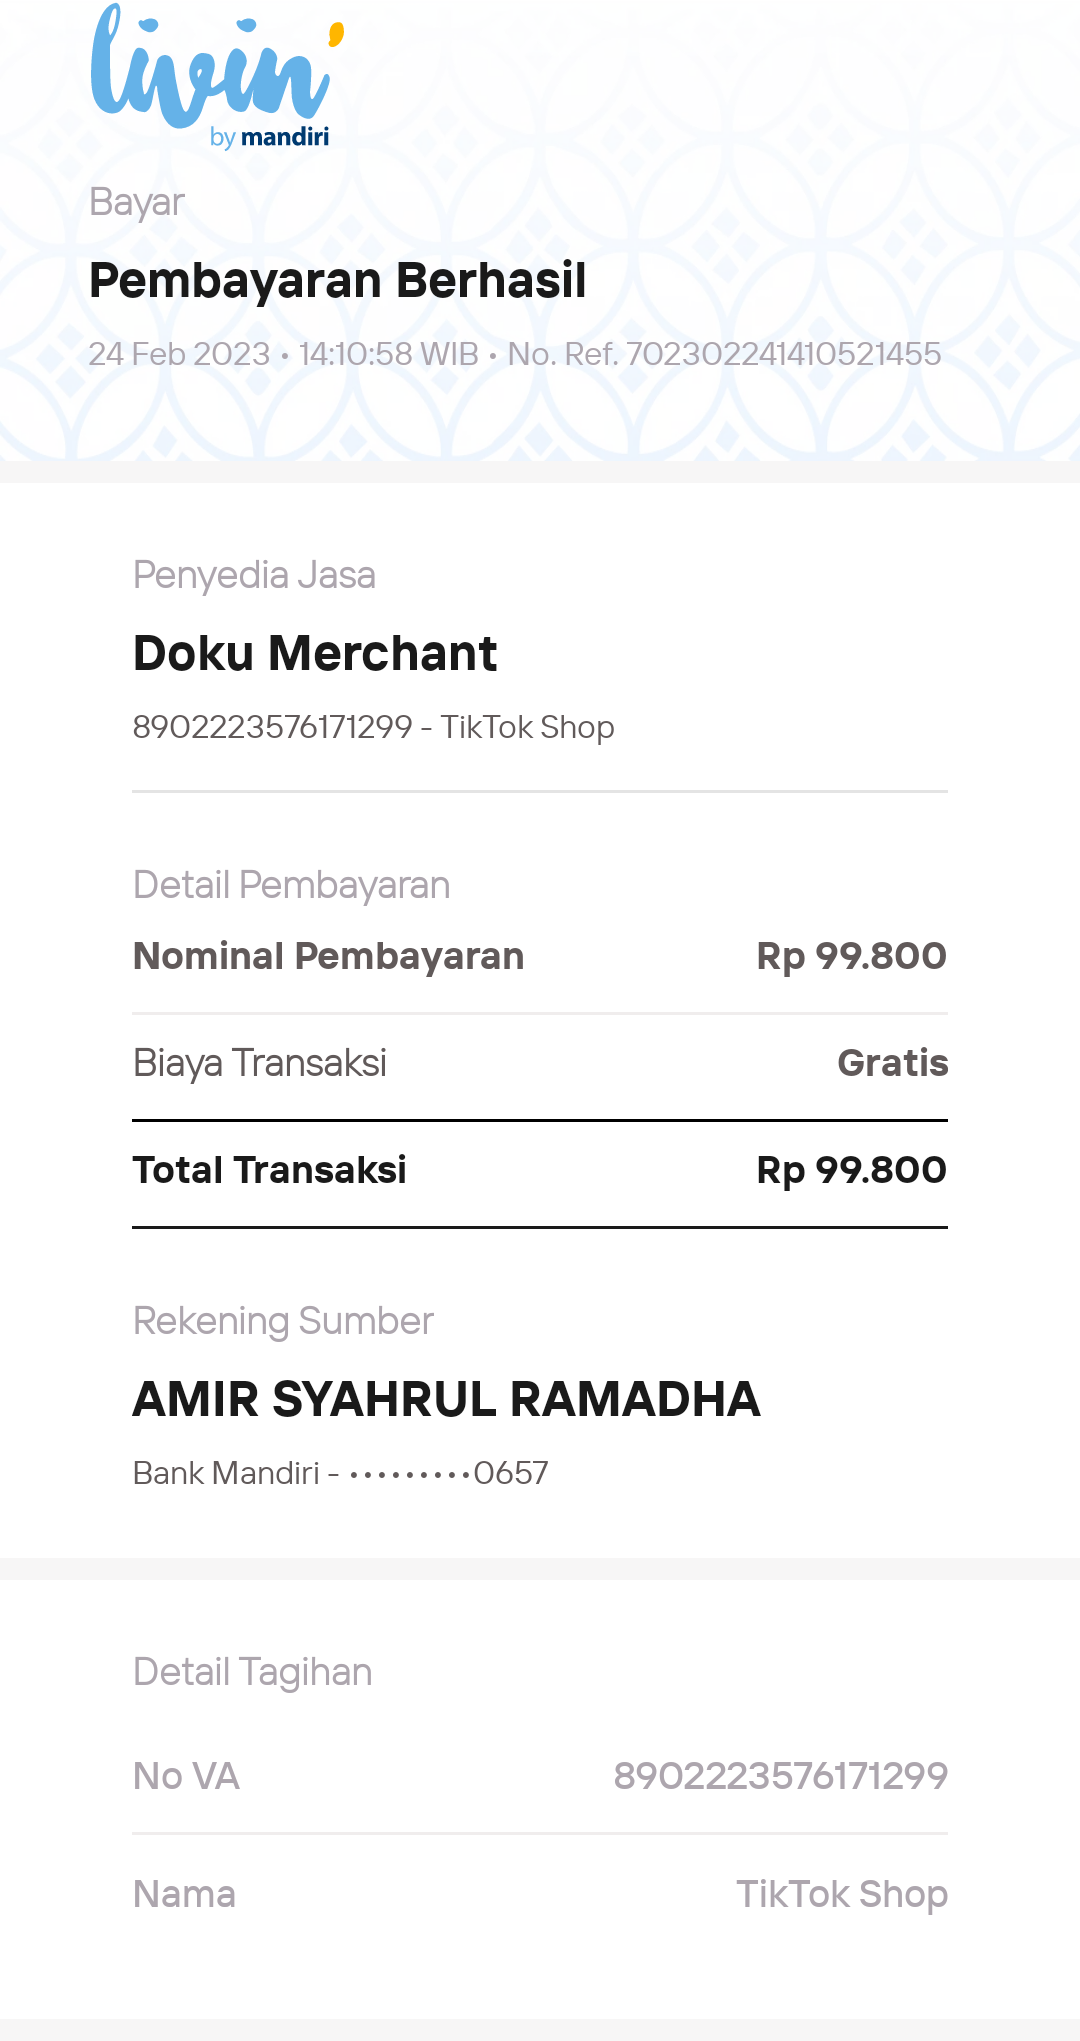 livin'
by mandiri
Bayar
Pembayaran Berhasil
24 Feb 2023 • 14:10:58 WIB • No. Ref. 702302241410521455
Penyedia Jasa
Doku Merchant
8902223576171299 - TikTok Shop
Detail Pembayaran
Nominal Pembayaran Rp 99.800
Biaya Transaksi Gratis
Total Transaksi Rp 99.800
Rekening Sumber
AMIR SYAHRUL RAMADHA
Bank Mandiri - •••••••••0657
Detail Tagihan
No VA 8902223576171299
Nama TikTok Shop